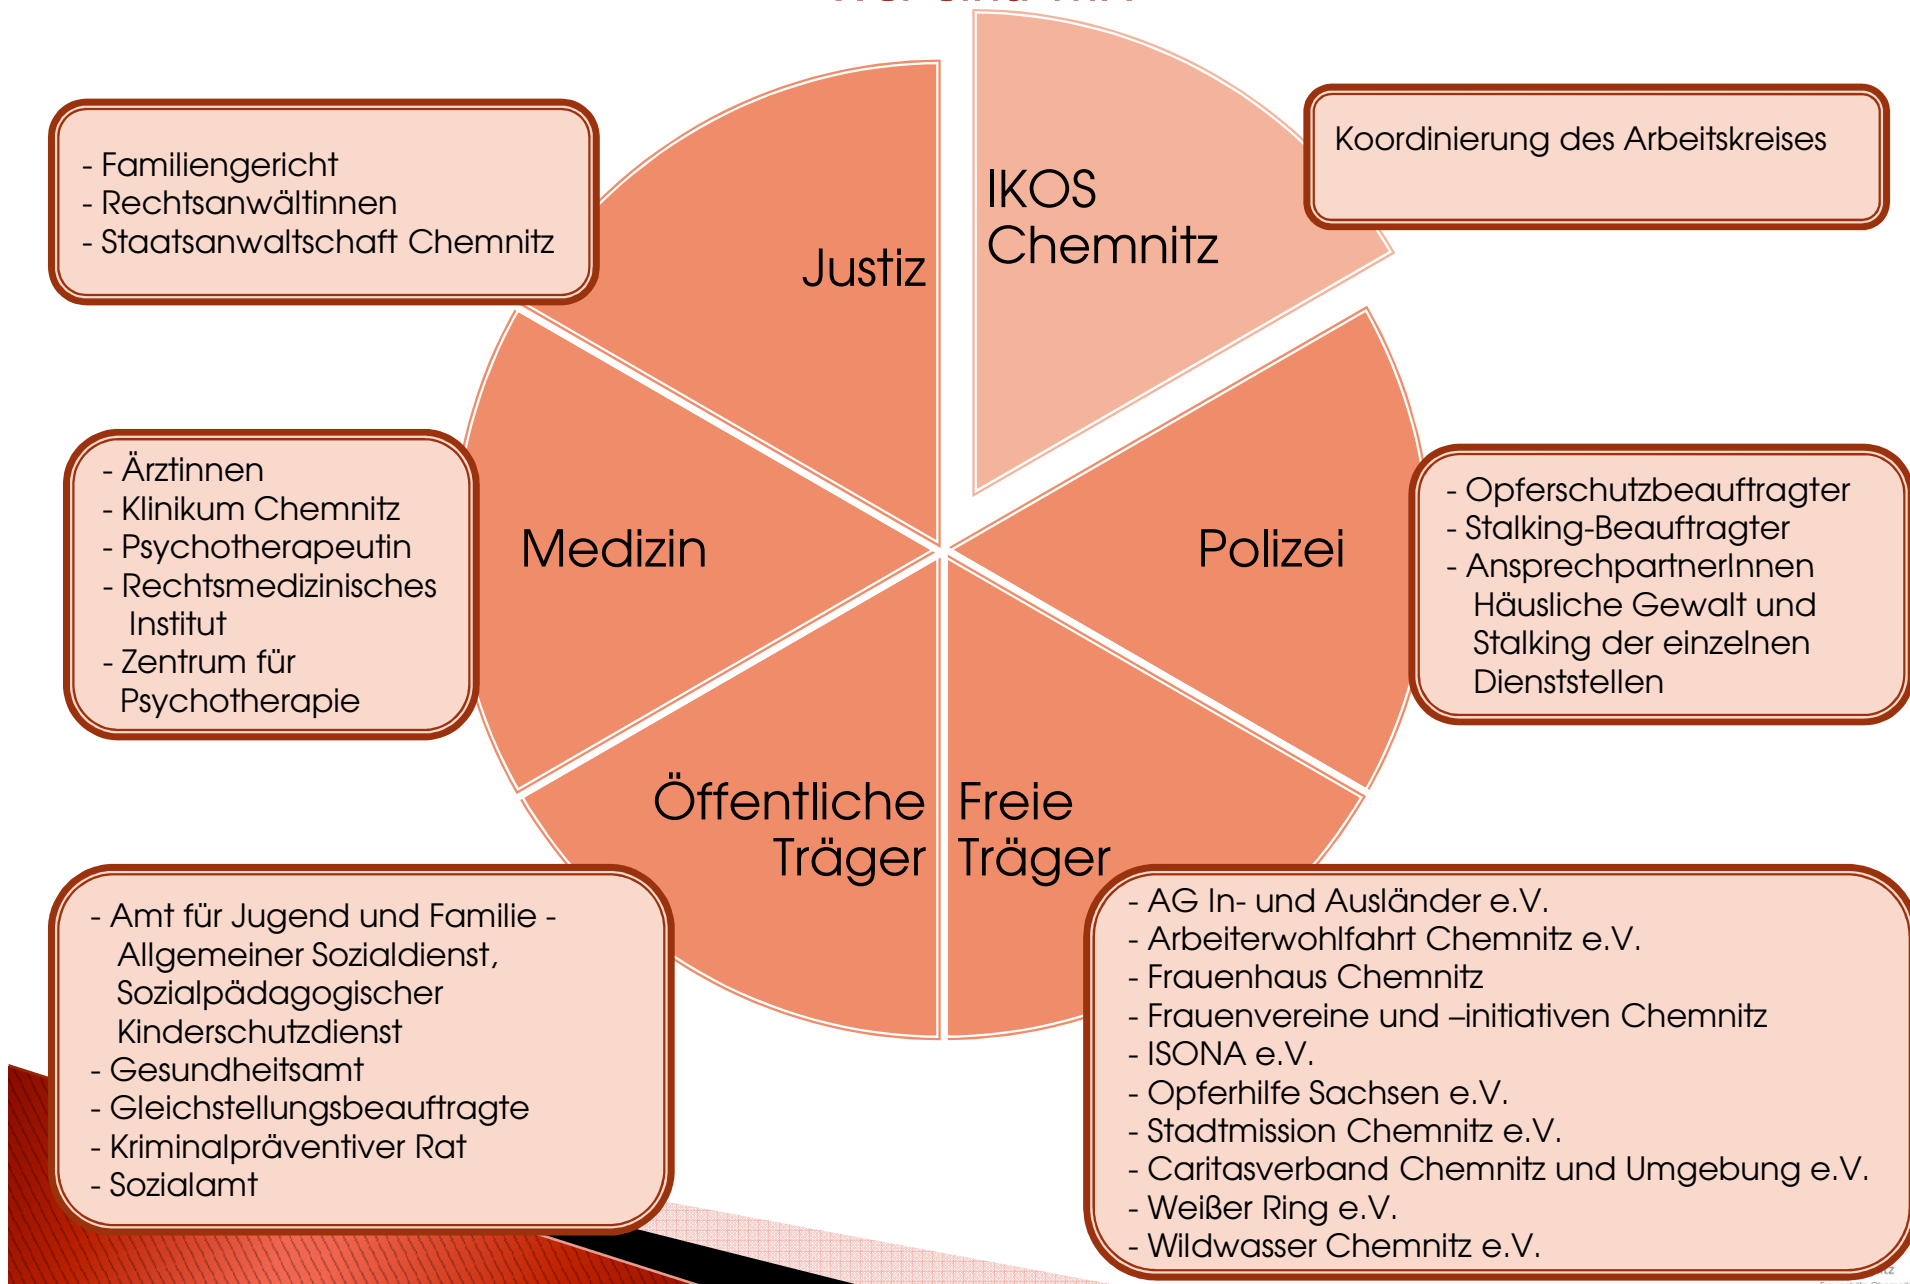 Wer sind wir?
- Familiengericht
- Rechtsanwältinnen
- Staatsanwaltschaft Chemnitz
Justiz
IKOS
Chemnitz
Koordinierung des Arbeitskreises
- Ärztinnen
- Klinikum Chemnitz
- Psychotherapeutin
- Rechtsmedizinisches
Institut
- Zentrum für
Psychotherapie
Medizin
Polizei
- Opferschutzbeauftragter
- Stalking-Beauftragter
- AnsprechpartnerInnen
Häusliche Gewalt und
Stalking der einzelnen
Dienststellen
Öffentliche
Träger
Freie
Träger
- Amt für Jugend und Familie -
Allgemeiner Sozialdienst,
Sozialpädagogischer
Kinderschutzdienst
- Gesundheitsamt
- Gleichstellungsbeauftragte
- Kriminalpräventiver Rat
- Sozialamt
- AG In- und Ausländer e.V.
- Arbeiterwohlfahrt Chemnitz e.V.
- Frauenhaus Chemnitz
- Frauenvereine und –initiativen Chemnitz
- ISONA e.V.
- Opferhilfe Sachsen e.V.
- Stadtmission Chemnitz e.V.
- Caritasverband Chemnitz und Umgebung e.V.
- Weißer Ring e.V.
- Wildwasser Chemnitz e.V.